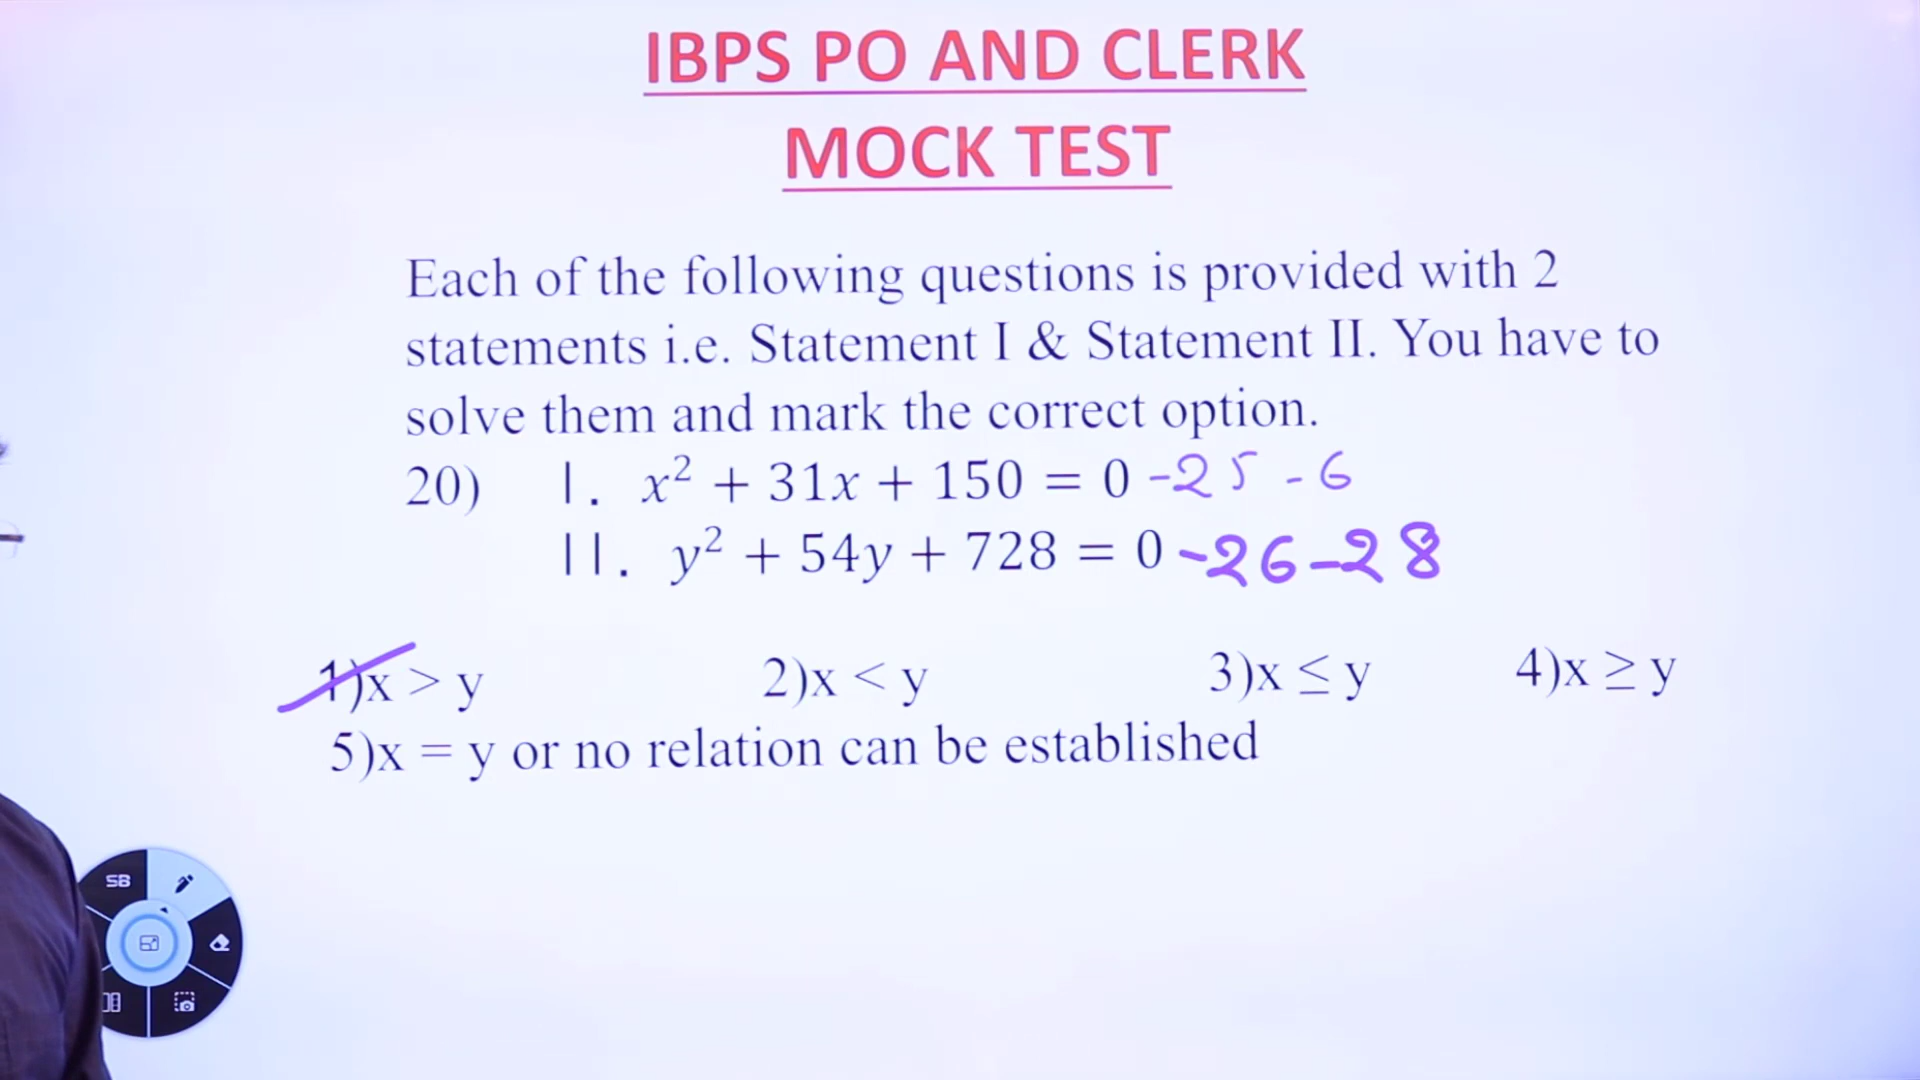 IBPS PO AND CLERK
MOCK TEST
Each of the following questions is provided with 2
statements i.e. Statement I & Statement II. You have to
solve them and mark the correct option.
20) I. x² + 31x + 150 = 0 -25 -6
II. y² + 54y + 728 = 0 -26 -28
1)x > y 2)x < y 3)x ≤ y 4)x ≥ y
5)x = y or no relation can be established
SB